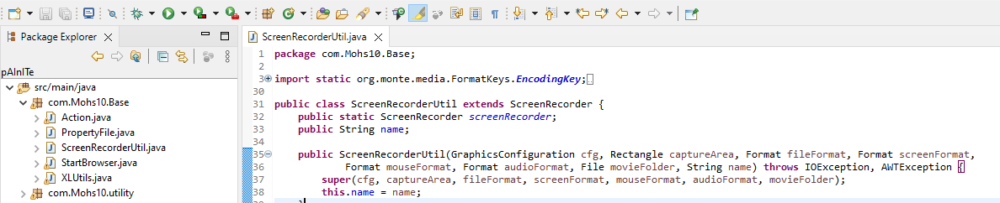 Package Explorer
pAInITe
src/main/java
com.Mohs10.Base
Action.java
PropertyFile.java
ScreenRecorderUtil.java
StartBrowser.java
XLUtils.java
com.Mohs10.utility
ScreenRecorderUtil.java
1 package com.Mohs10.Base;
2
3 import static org.monte.media.FormatKeys.EncodingKey;
30
31 public class ScreenRecorderUtil extends ScreenRecorder {
32 public static ScreenRecorder screenRecorder;
33 public String name;
34
35 public ScreenRecorderUtil(GraphicsConfiguration cfg, Rectangle captureArea, Format fileFormat, Format screenFormat,
36 Format mouseFormat, Format audioFormat, File movieFolder, String name) throws IOException, AWTException {
37 super(cfg, captureArea, fileFormat, screenFormat, mouseFormat, audioFormat, movieFolder);
38 this.name = name;